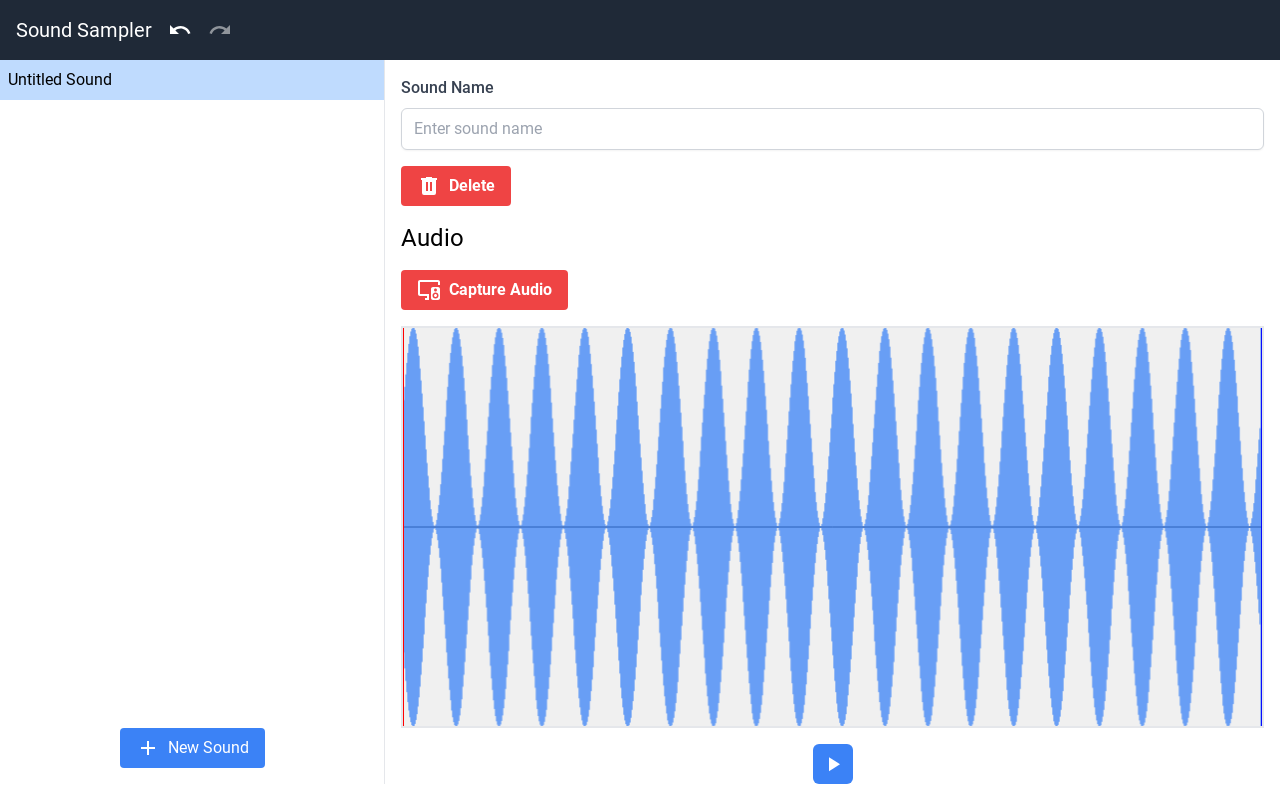 Sound Sampler
Untitled Sound
Sound Name
Enter sound name
Delete
Audio
Capture Audio
New Sound